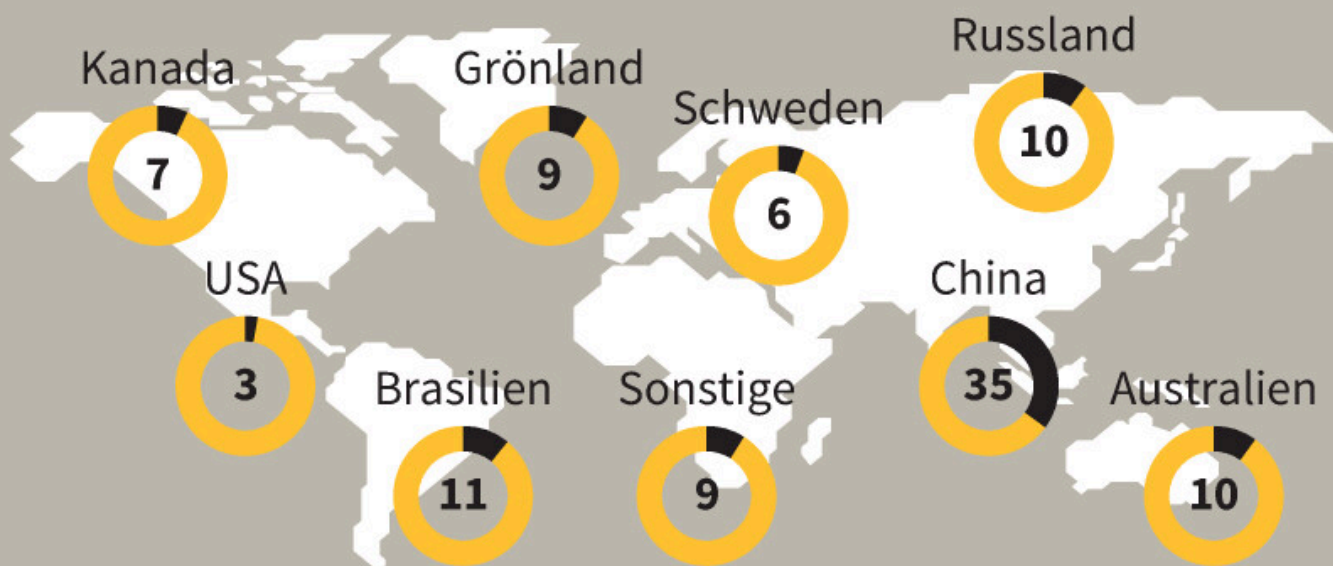 Kanada
7
Grönland
9
Schweden
6
Russland
10
USA
3
Brasilien
11
Sonstige
9
China
35
Australien
10